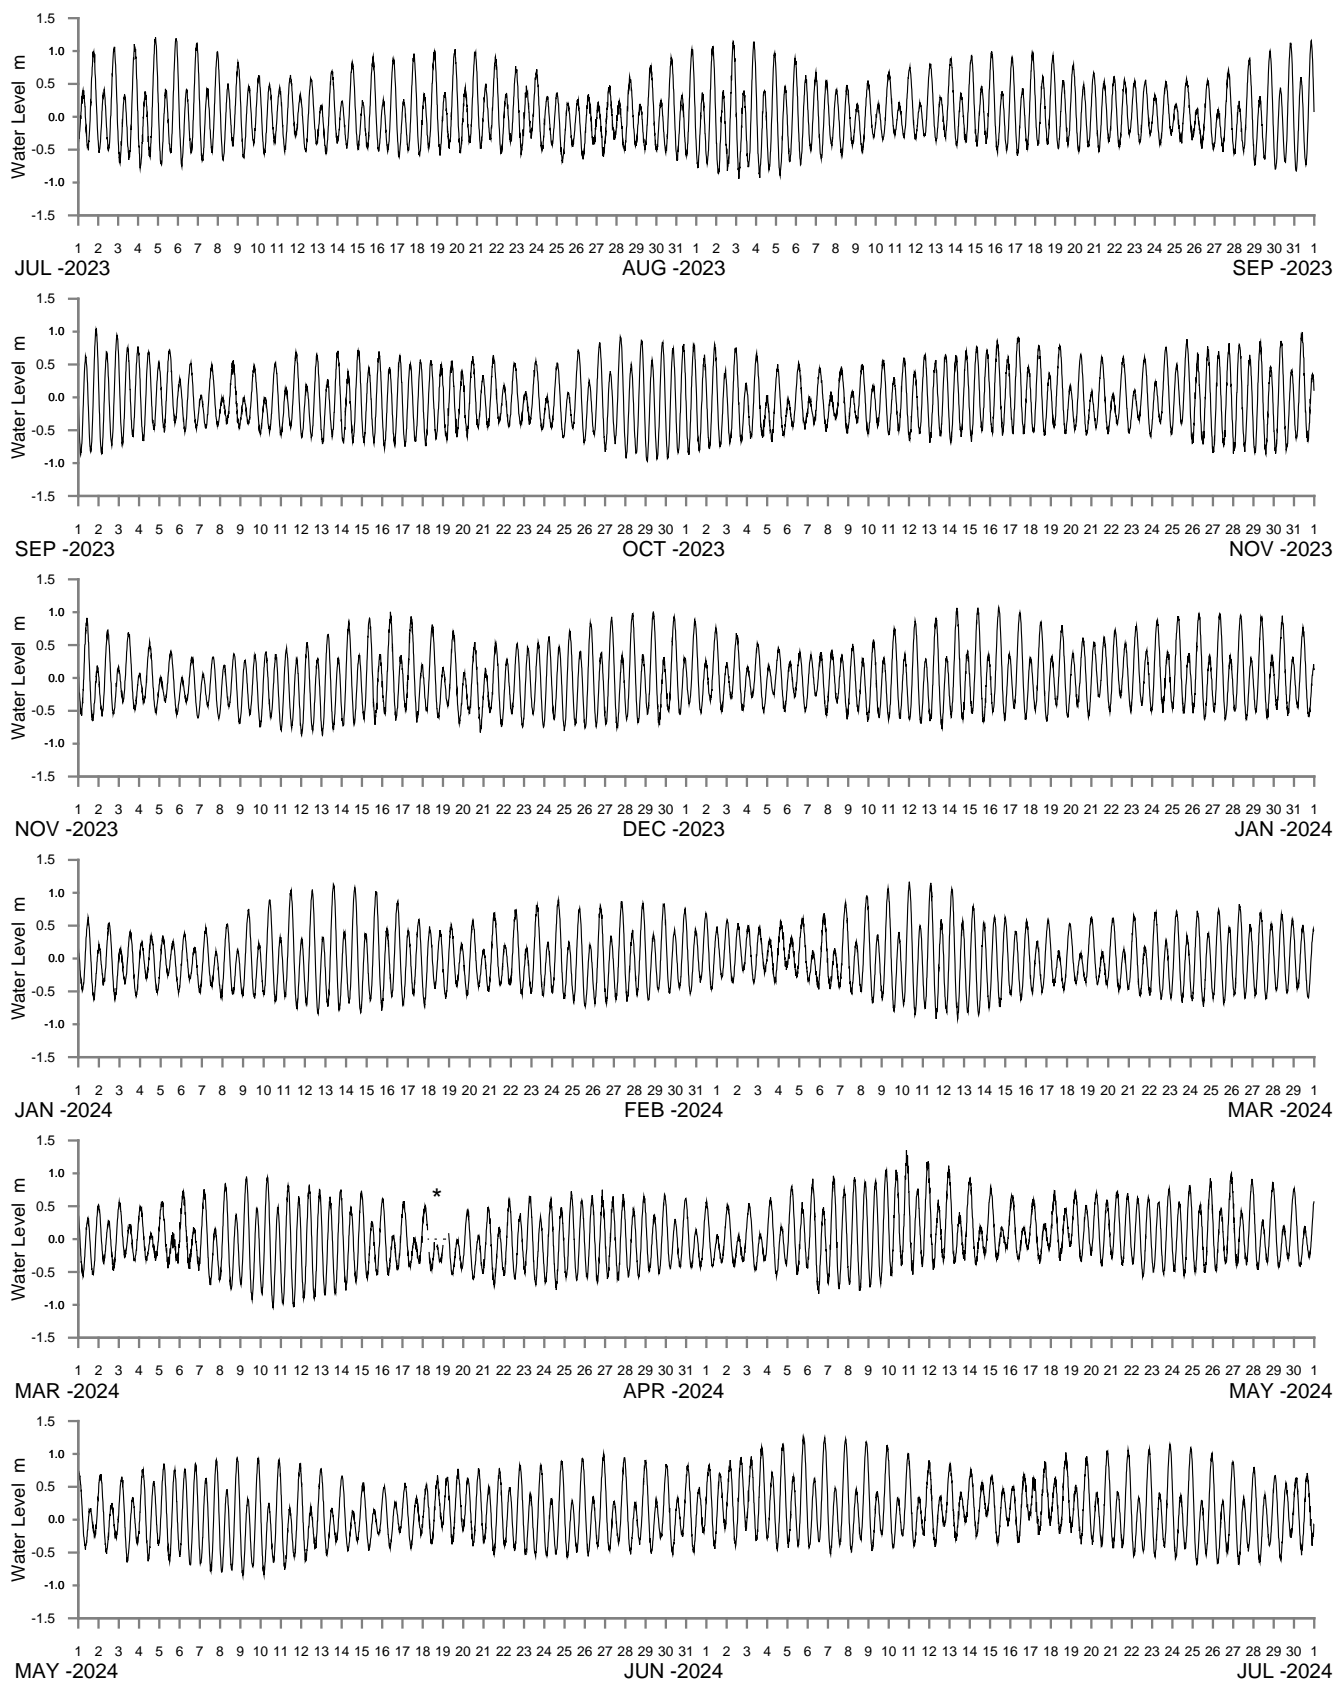 1.5
1.0
0.5
0.0
-0.5
-1.0
-1.5
Water Level m
1 2 3 4 5 6 7 8 9 10 11 12 13 14 15 16 17 18 19 20 21 22 23 24 25 26 27 28 29 30 31 1 2 3 4 5 6 7 8 9 10 11 12 13 14 15 16 17 18 19 20 21 22 23 24 25 26 27 28 29 30 31 1
JUL -2023 AUG -2023 SEP -2023
1.5
1.0
0.5
0.0
-0.5
-1.0
-1.5
Water Level m
1 2 3 4 5 6 7 8 9 10 11 12 13 14 15 16 17 18 19 20 21 22 23 24 25 26 27 28 29 30 1 2 3 4 5 6 7 8 9 10 11 12 13 14 15 16 17 18 19 20 21 22 23 24 25 26 27 28 29 30 31 1
SEP -2023 OCT -2023 NOV -2023
1.5
1.0
0.5
0.0
-0.5
-1.0
-1.5
Water Level m
1 2 3 4 5 6 7 8 9 10 11 12 13 14 15 16 17 18 19 20 21 22 23 24 25 26 27 28 29 30 1 2 3 4 5 6 7 8 9 10 11 12 13 14 15 16 17 18 19 20 21 22 23 24 25 26 27 28 29 30 31 1
NOV -2023 DEC -2023 JAN -2024
1.5
1.0
0.5
0.0
-0.5
-1.0
-1.5
Water Level m
1 2 3 4 5 6 7 8 9 10 11 12 13 14 15 16 17 18 19 20 21 22 23 24 25 26 27 28 29 30 31 1 2 3 4 5 6 7 8 9 10 11 12 13 14 15 16 17 18 19 20 21 22 23 24 25 26 27 28 29 1
JAN -2024 FEB -2024 MAR -2024
1.5
1.0
0.5
0.0
-0.5
-1.0
-1.5
Water Level m
*
1 2 3 4 5 6 7 8 9 10 11 12 13 14 15 16 17 18 19 20 21 22 23 24 25 26 27 28 29 30 31 1 2 3 4 5 6 7 8 9 10 11 12 13 14 15 16 17 18 19 20 21 22 23 24 25 26 27 28 29 30 1
MAR -2024 APR -2024 MAY -2024
1.5
1.0
0.5
0.0
-0.5
-1.0
-1.5
Water Level m
1 2 3 4 5 6 7 8 9 10 11 12 13 14 15 16 17 18 19 20 21 22 23 24 25 26 27 28 29 30 31 1 2 3 4 5 6 7 8 9 10 11 12 13 14 15 16 17 18 19 20 21 22 23 24 25 26 27 28 29 30 1
MAY -2024 JUN -2024 JUL -2024